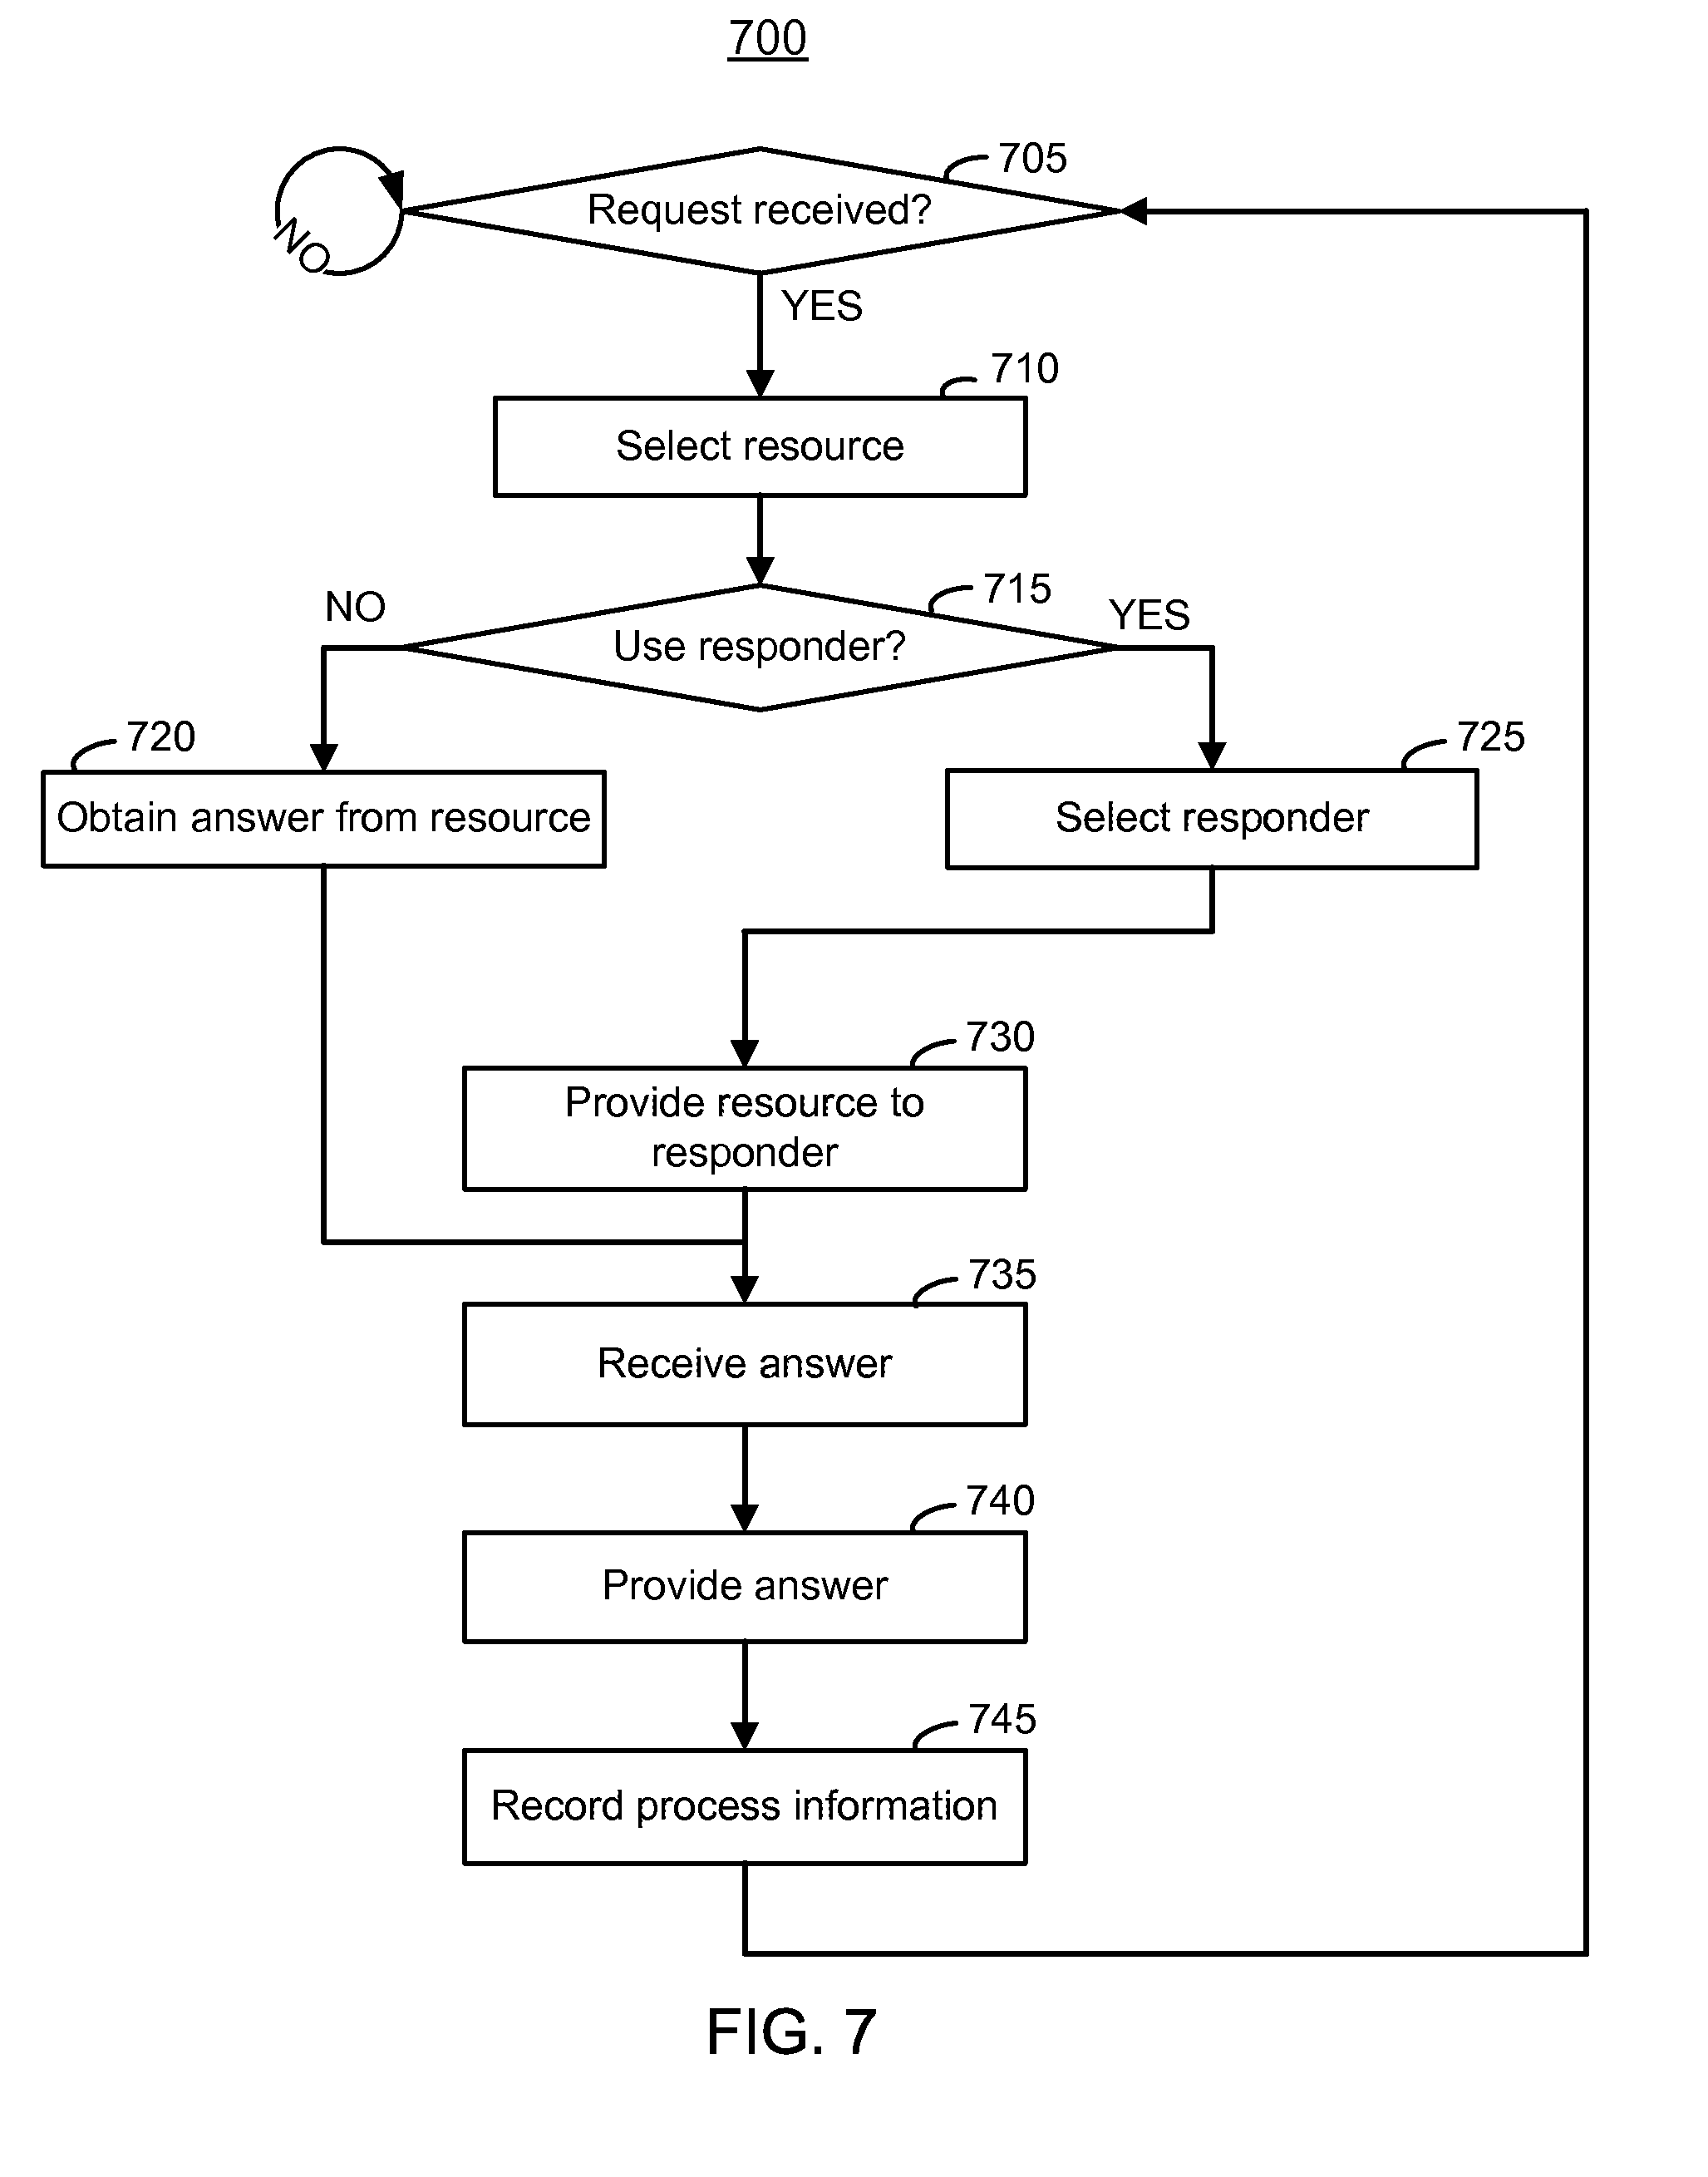 700
705
Request received?
NO
YES
710
Select resource
715
NO
YES
Use responder?
720
725
Obtain answer from resource
Select responder
730
Provide resource to
responder
735
Receive answer
740
Provide answer
745
Record process information
FIG. 7